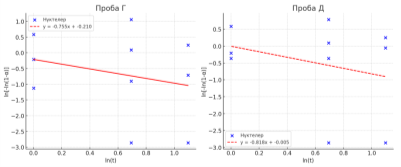 Проба Г
Нүктелер
y = -0.755x + -0.210
ln[-ln(1-α)]
1.0
0.5
0.0
-0.5
-1.0
-1.5
-2.0
-2.5
-3.0
0.0 0.2 0.4 0.6 0.8 1.0
ln(t)
Проба Д
ln[-ln(1-α)]
0.5
0.0
-0.5
-1.0
-1.5
-2.0
-2.5
-3.0
Нүктелер
y = -0.818x + -0.005
0.0 0.2 0.4 0.6 0.8 1.0
ln(t)